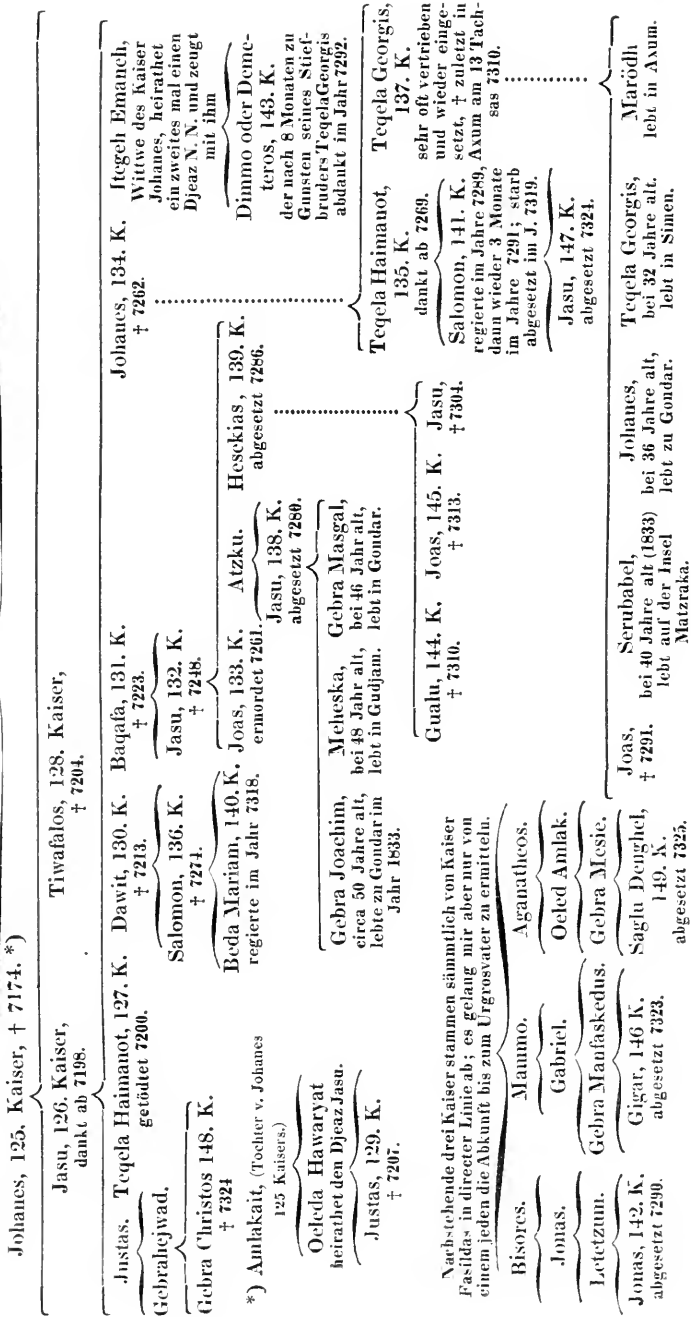 Johanes, 125. Kaiser, † 7174. *)
Jasu, 126. Kaiser,
dankt ab 7198.
Tiwafalos, 128. Kaiser,
† 7204.
Justas.
Gebrahejwad.
Gebra Christos 148. K.
† 7324
Teqela Haimanot, 127. K.
getödtet 7200.
Dawit, 130. K.
† 7213.
Salomon, 136. K.
† 7274.
Beda Mariam, 140. K.
regierte im Jahr 7318.
Baqafa, 131. K.
† 7223.
Jasu, 132. K.
† 7248.
Joas, 133. K.
ermordet 7261.
Atzku.
Jasu, 138. K.
abgesetzt 7280.
Hesekias, 139. K.
abgesetzt 7286.
Gebra Joachim,
circa 50 Jahre alt,
lebte zu Gondar im
Jahr 1833.
Meheska,
bei 48 Jahr alt,
lebt in Gudjam.
Gebra Masgal,
bei 46 Jahr alt,
lebt in Gondar.
Gualu, 144. K.
† 7310.
Joas, 145. K.
† 7313.
Jasu,
† 7304.
Johanes, 134. K.
† 7262.
Itegeh Emaneh,
Wittwe des Kaiser
Johanes, heirathet
ein zweites mal einen
Djeaz N. N. und zeugt
mit ihm
Dimmo oder Deme-
teros, 143. K.
der nach 8 Monaten zu
Gunsten seines Stief-
bruders Teqela Georgis
abdankt im Jahr 7292.
Teqela Haimanot,
135. K.
dankt ab 7269.
Salomon, 141. K.
regierte im Jahre 7289,
dann wieder 3 Monate
im Jahre 7291; starb
abgesetzt im J. 7319.
Jasu, 147. K.
abgesetzt 7324.
Teqela Georgis,
137. K.
sehr oft vertrieben
und wieder einge-
setzt, † zuletzt in
Axum am 13 Tach-
sas 7310.
Joas,
† 7291.
Serubabel,
bei 40 Jahre alt (1833)
lebt auf der Insel
Matzraka.
Johanes,
bei 36 Jahre alt,
lebt zu Gondar.
Teqela Georgis,
bei 32 Jahre alt.
lebt in Simen.
Marödh
lebt in Axum.
*) Amlakait, (Tochter v. Johanes
125 Kaisers.)
Oeleda Hawaryat
heirathet den Djeaz Jasu.
Justas, 129. K.
† 7207.
Nachstehende drei Kaiser stammen sämmtlich von Kaiser
Fasildas in directer Linie ab; es gelang mir aber nur von
einem jeden die Abkunft bis zum Urgrosvater zu ermitteln.
Bisores.
Jonas.
Letetzum.
Jonas, 142. K.
abgesetzt 7290.
Mammo.
Gabriel.
Gebra Manfaskedus.
Gigar, 146 K.
abgesetzt 7323.
Aganatheos.
Oeled Amlak.
Gebra Mesie.
Saglu Denghel,
149. K.
abgesetzt 7325.